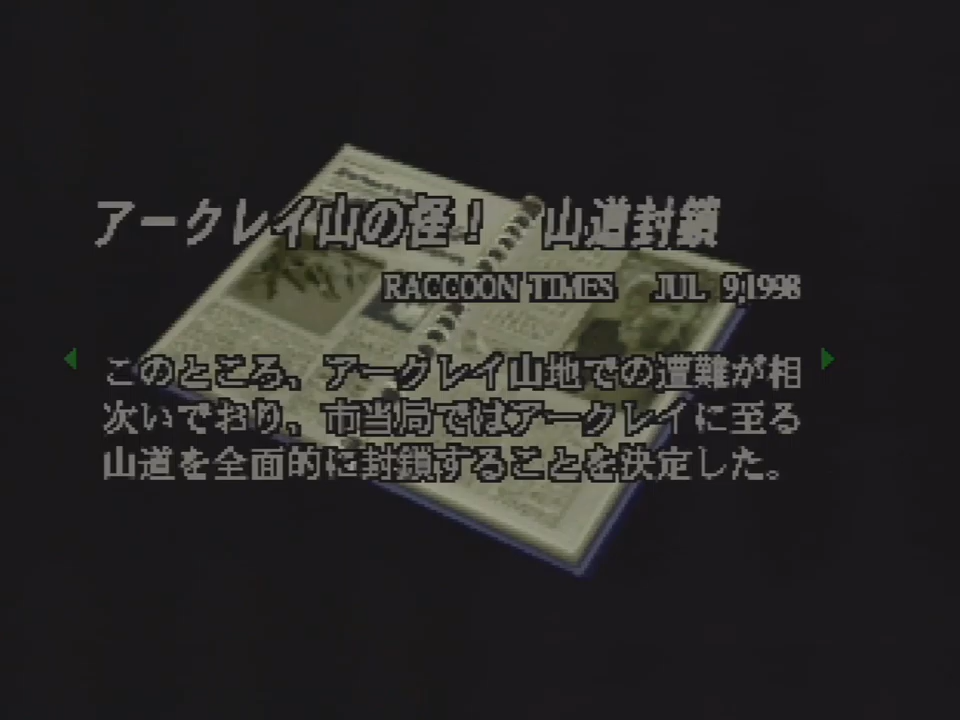 アークレイ山の怪！　山道封鎖
RACCOON TIMES　JUL 9,1998
このところ、アークレイ山地での遭難が相
次いでおり、市当局ではアークレイに至る
山道を全面的に封鎖することを決定した。